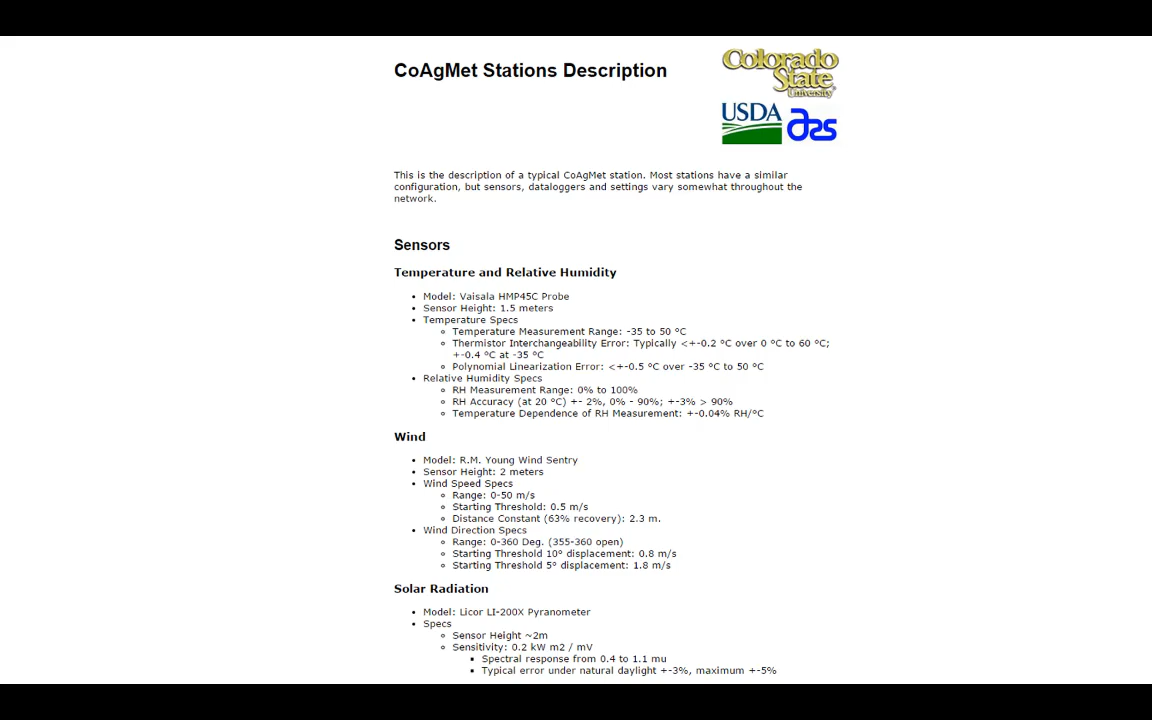 CoAgMet Stations Description
Colorado
State
University
USDA
a2s
This is the description of a typical CoAgMet station. Most stations have a similar
configuration, but sensors, dataloggers and settings vary somewhat throughout the
network.
Sensors
Temperature and Relative Humidity
• Model: Vaisala HMP45C Probe
• Sensor Height: 1.5 meters
• Temperature Specs
◦ Temperature Measurement Range: -35 to 50 °C
◦ Thermistor Interchangeability Error: Typically <+-0.2 °C over 0 °C to 60 °C;
+-0.4 °C at -35 °C
◦ Polynomial Linearization Error: <+-0.5 °C over -35 °C to 50 °C
• Relative Humidity Specs
◦ RH Measurement Range: 0% to 100%
◦ RH Accuracy (at 20 °C) +- 2%, 0% - 90%; +-3% > 90%
◦ Temperature Dependence of RH Measurement: +-0.04% RH/°C
Wind
• Model: R.M. Young Wind Sentry
• Sensor Height: 2 meters
• Wind Speed Specs
◦ Range: 0-50 m/s
◦ Starting Threshold: 0.5 m/s
◦ Distance Constant (63% recovery): 2.3 m.
• Wind Direction Specs
◦ Range: 0-360 Deg. (355-360 open)
◦ Starting Threshold 10° displacement: 0.8 m/s
◦ Starting Threshold 5° displacement: 1.8 m/s
Solar Radiation
• Model: Licor LI-200X Pyranometer
• Specs
◦ Sensor Height ~2m
◦ Sensitivity: 0.2 kW m2 / mV
▪ Spectral response from 0.4 to 1.1 mu
▪ Typical error under natural daylight +-3%, maximum +-5%